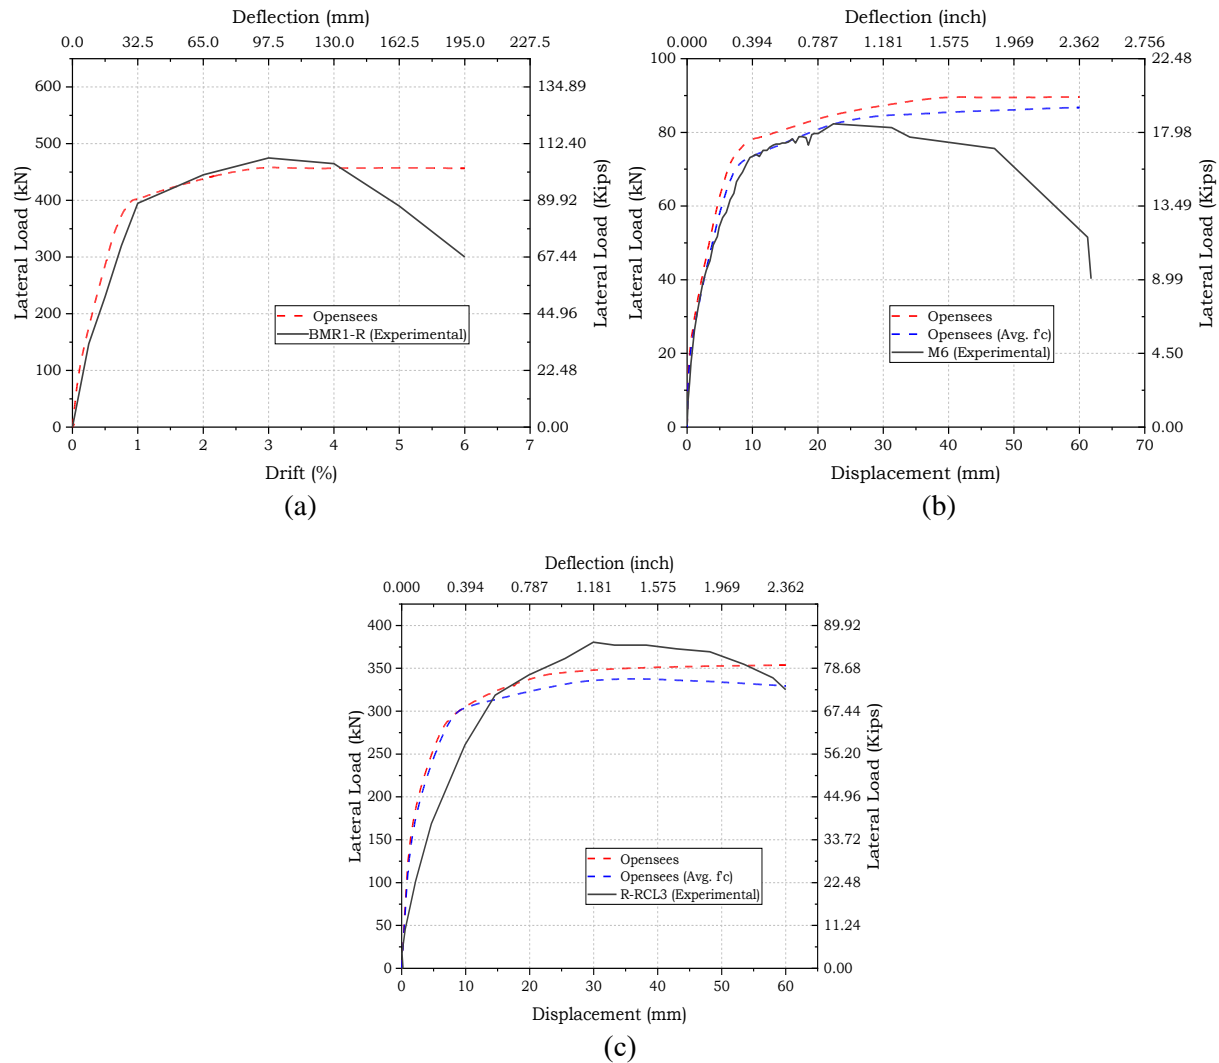 Deflection (mm)
0.0 32.5 65.0 97.5 130.0 162.5 195.0 227.5
600 134.89
500 112.40
400 89.92
300 67.44
200 44.96
100 22.48
0 0.00
Lateral Load (kN)
Lateral Load (Kips)
Opensees
BMR1-R (Experimental)
0 1 2 3 4 5 6 7
Drift (%)
(a)
Deflection (inch)
0.000 0.394 0.787 1.181 1.575 1.969 2.362 2.756
100 22.48
80 17.98
60 13.49
40 8.99
20 4.50
0 0.00
Lateral Load (kN)
Lateral Load (Kips)
Opensees
Opensees (Avg. f'c)
M6 (Experimental)
0 10 20 30 40 50 60 70
Displacement (mm)
(b)
Deflection (inch)
0.000 0.394 0.787 1.181 1.575 1.969 2.362
400 89.92
350 78.68
300 67.44
250 56.20
200 44.96
150 33.72
100 22.48
50 11.24
0 0.00
Lateral Load (kN)
Lateral Load (Kips)
Opensees
Opensees (Avg. f'c)
R-RCL3 (Experimental)
0 10 20 30 40 50 60
Displacement (mm)
(c)